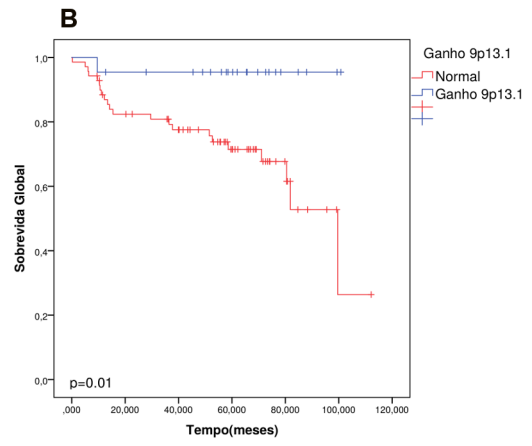 B
Ganho 9p13.1
Normal
Ganho 9p13.1
1,0
0,8
0,6
0,4
0,2
0,0
Sobrevida Global
p=0.01
,000 20,000 40,000 60,000 80,000 100,000 120,000
Tempo(meses)